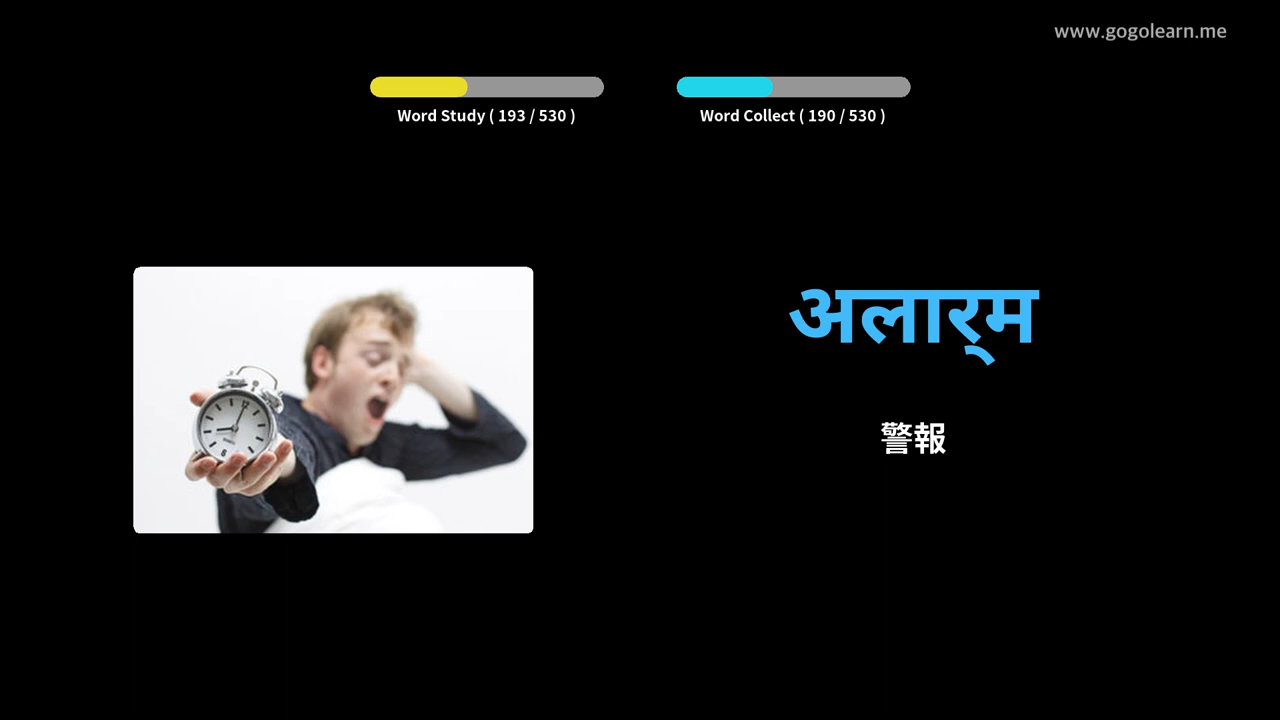 www.gogolearn.me
Word Study ( 193 / 530 )
Word Collect ( 190 / 530 )
अलार्‌म
警報